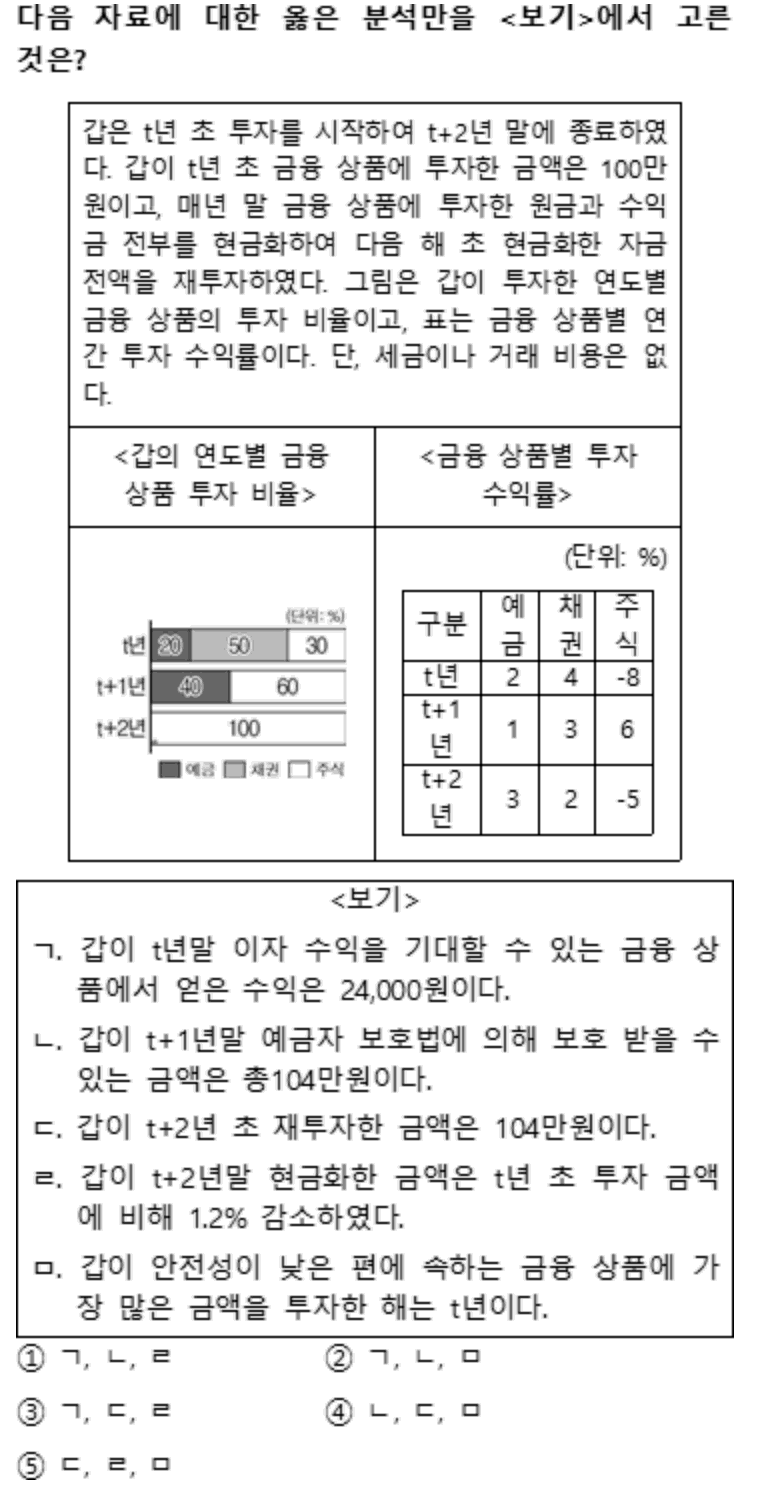 다음 자료에 대한 옳은 분석만을 <보기>에서 고른
것은?
갑은 t년 초 투자를 시작하여 t+2년 말에 종료하였
다. 갑이 t년 초 금융 상품에 투자한 금액은 100만
원이고, 매년 말 금융 상품에 투자한 원금과 수익
금 전부를 현금화하여 다음 해 초 현금화한 자금
전액을 재투자하였다. 그림은 갑이 투자한 연도별
금융 상품의 투자 비율이고, 표는 금융 상품별 연
간 투자 수익률이다. 단, 세금이나 거래 비용은 없
다.
<갑의 연도별 금융
상품 투자 비율>
<금융 상품별 투자
수익률>
(단위: %)
t년 20 50 30
t+1년 40 60
t+2년 100
예금 채권 주식
(단위: %)
구분 예금 채권 주식
t년 2 4 -8
t+1년 1 3 6
t+2년 3 2 -5
<보기>
ㄱ. 갑이 t년말 이자 수익을 기대할 수 있는 금융 상
품에서 얻은 수익은 24,000원이다.
ㄴ. 갑이 t+1년말 예금자 보호법에 의해 보호 받을 수
있는 금액은 총104만원이다.
ㄷ. 갑이 t+2년 초 재투자한 금액은 104만원이다.
ㄹ. 갑이 t+2년말 현금화한 금액은 t년 초 투자 금액
에 비해 1.2% 감소하였다.
ㅁ. 갑이 안전성이 낮은 편에 속하는 금융 상품에 가
장 많은 금액을 투자한 해는 t년이다.
① ㄱ, ㄴ, ㄹ ② ㄱ, ㄴ, ㅁ
③ ㄱ, ㄷ, ㄹ ④ ㄴ, ㄷ, ㅁ
⑤ ㄷ, ㄹ, ㅁ